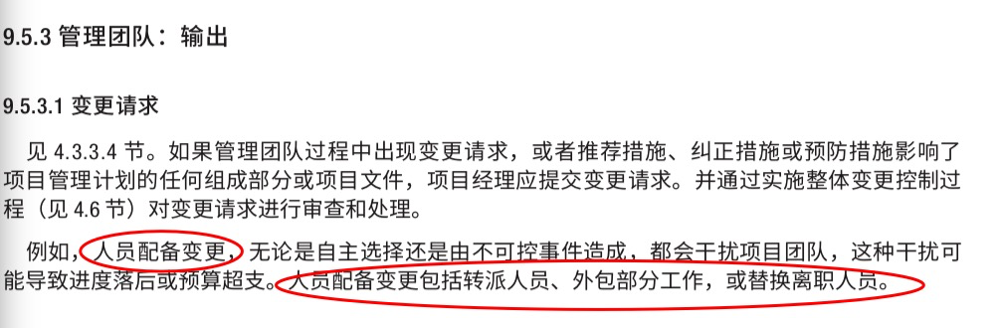 9.5.3 管理团队：输出
9.5.3.1 变更请求
见 4.3.3.4 节。如果管理团队过程中出现变更请求，或者推荐措施、纠正措施或预防措施影响了
项目管理计划的任何组成部分或项目文件，项目经理应提交变更请求。并通过实施整体变更控制过
程（见 4.6 节）对变更请求进行审查和处理。
例如，人员配备变更，无论是自主选择还是由不可控事件造成，都会干扰项目团队，这种干扰可
能导致进度落后或预算超支。人员配备变更包括转派人员、外包部分工作，或替换离职人员。